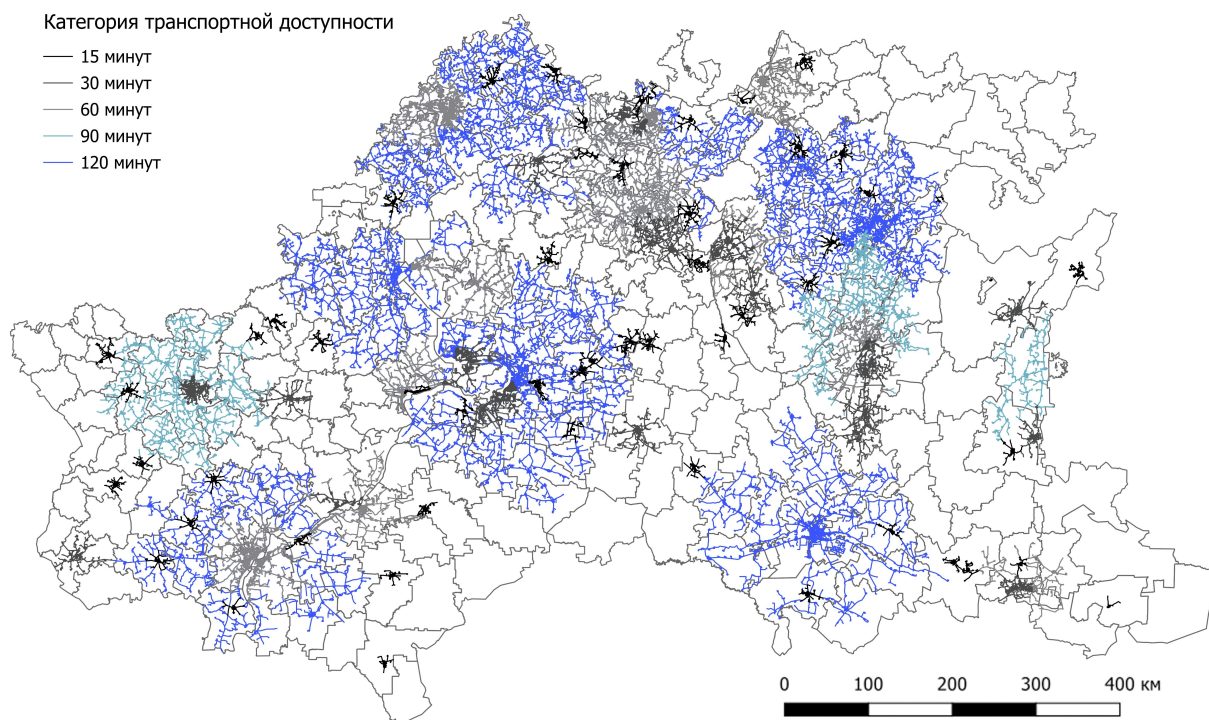 Категория транспортной доступности
15 минут
30 минут
60 минут
90 минут
120 минут
0 100 200 300 400 км